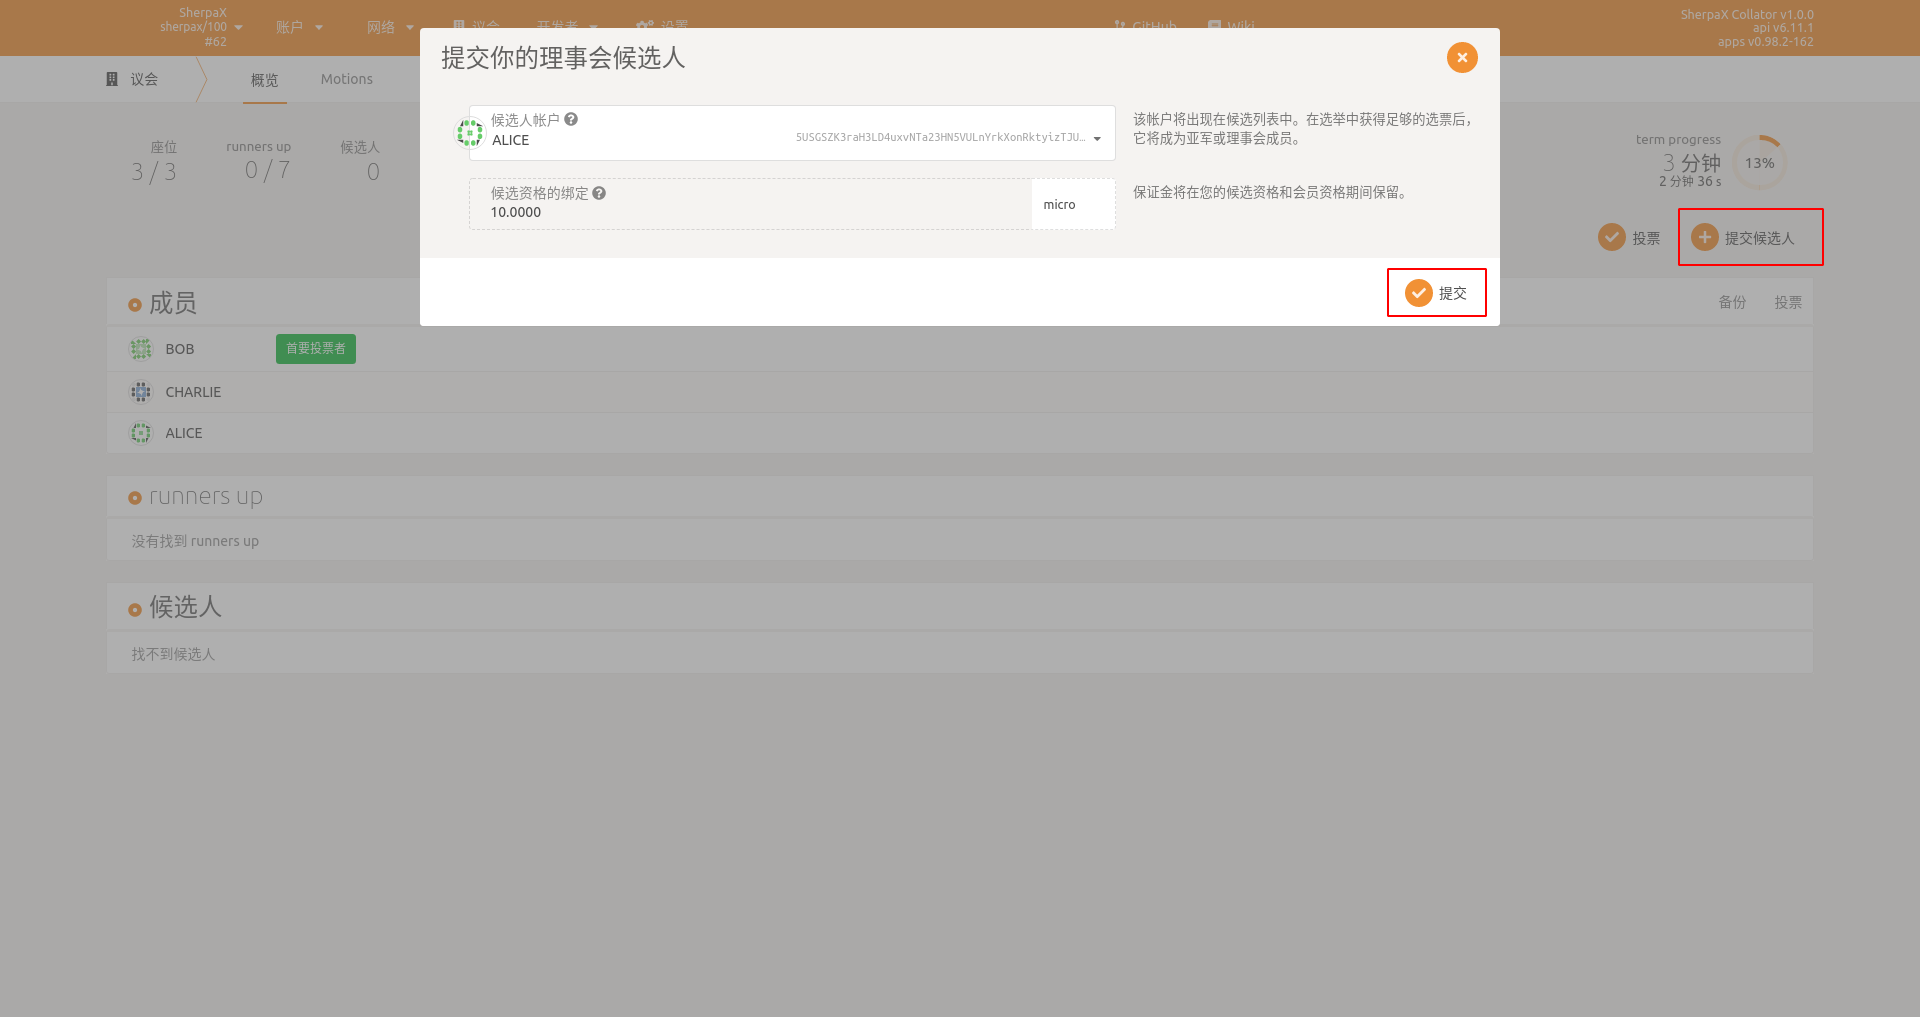 SherpaX
sherpax/100
#62
账户
网络
议会
开发者
设置
GitHub
Wiki
SherpaX Collator v1.0.0
api v6.11.1
apps v0.98.2-162
议会
概览
Motions
提交你的理事会候选人
候选人帐户
ALICE
5USGSZK3raH3LD4uxvNTa23HN5VULnYrkXonRktyizTJU…
该帐户将出现在候选列表中。在选举中获得足够的选票后，
它将成为亚军或理事会成员。
候选资格的绑定
10.0000
micro
保证金将在您的候选资格和会员资格期间保留。
提交
座位
3 / 3
runners up
0 / 7
候选人
0
term progress
3 分钟
2 分钟 36 s
13%
投票
提交候选人
成员
备份
投票
BOB
首要投票者
CHARLIE
ALICE
runners up
没有找到 runners up
候选人
找不到候选人